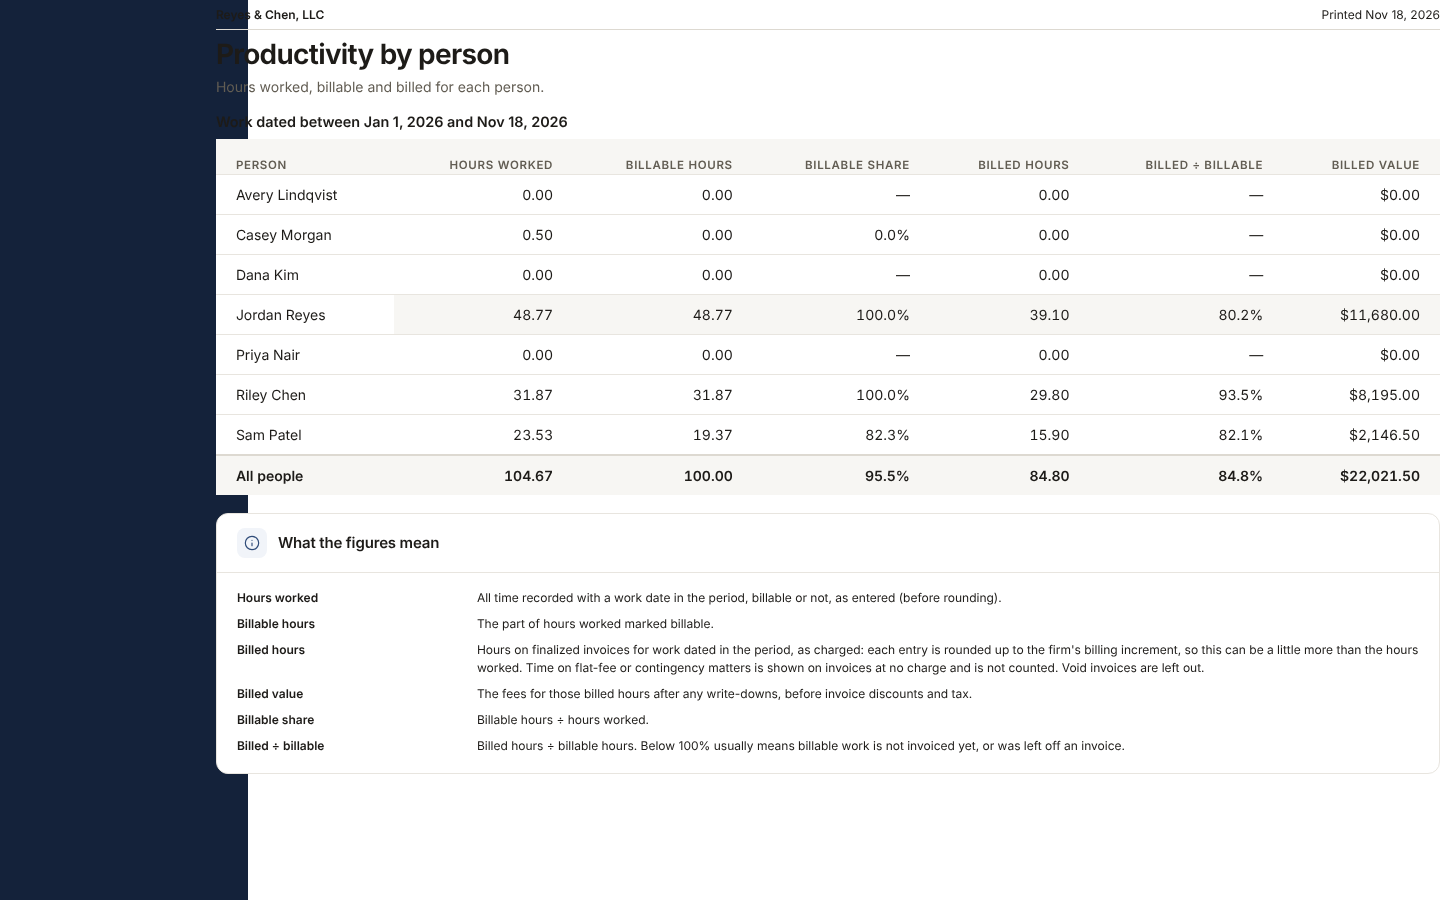 Reyes & Chen, LLC Printed Nov 18, 2026
Productivity by person
Hours worked, billable and billed for each person.
Work dated between Jan 1, 2026 and Nov 18, 2026
PERSON HOURS WORKED BILLABLE HOURS BILLABLE SHARE BILLED HOURS BILLED ÷ BILLABLE BILLED VALUE
Avery Lindqvist 0.00 0.00 — 0.00 — $0.00
Casey Morgan 0.50 0.00 0.0% 0.00 — $0.00
Dana Kim 0.00 0.00 — 0.00 — $0.00
Jordan Reyes 48.77 48.77 100.0% 39.10 80.2% $11,680.00
Priya Nair 0.00 0.00 — 0.00 — $0.00
Riley Chen 31.87 31.87 100.0% 29.80 93.5% $8,195.00
Sam Patel 23.53 19.37 82.3% 15.90 82.1% $2,146.50
All people 104.67 100.00 95.5% 84.80 84.8% $22,021.50
What the figures mean
Hours worked All time recorded with a work date in the period, billable or not, as entered (before rounding).
Billable hours The part of hours worked marked billable.
Billed hours Hours on finalized invoices for work dated in the period, as charged: each entry is rounded up to the firm's billing increment, so this can be a little more than the hours
worked. Time on flat-fee or contingency matters is shown on invoices at no charge and is not counted. Void invoices are left out.
Billed value The fees for those billed hours after any write-downs, before invoice discounts and tax.
Billable share Billable hours ÷ hours worked.
Billed ÷ billable Billed hours ÷ billable hours. Below 100% usually means billable work is not invoiced yet, or was left off an invoice.